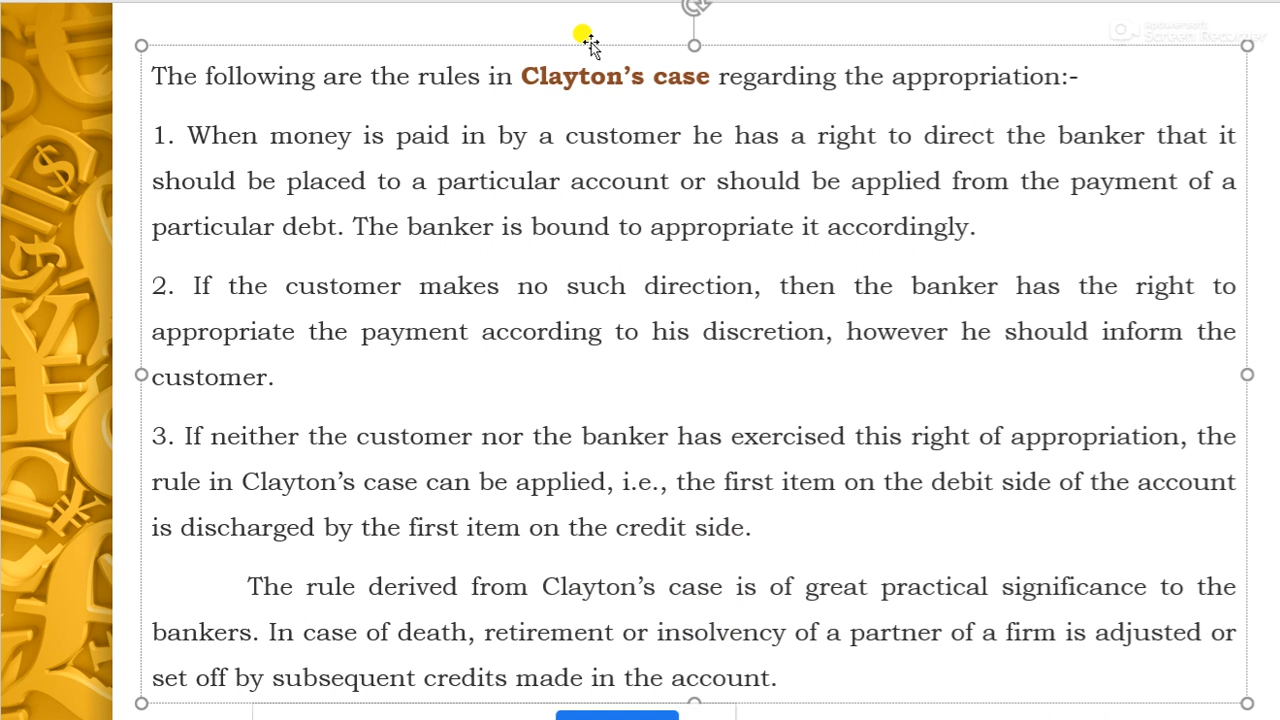 Apowersoft
Screen Recorder
The following are the rules in Clayton’s case regarding the appropriation:-
1. When money is paid in by a customer he has a right to direct the banker that it
should be placed to a particular account or should be applied from the payment of a
particular debt. The banker is bound to appropriate it accordingly.
2. If the customer makes no such direction, then the banker has the right to
appropriate the payment according to his discretion, however he should inform the
customer.
3. If neither the customer nor the banker has exercised this right of appropriation, the
rule in Clayton’s case can be applied, i.e., the first item on the debit side of the account
is discharged by the first item on the credit side.
The rule derived from Clayton’s case is of great practical significance to the
bankers. In case of death, retirement or insolvency of a partner of a firm is adjusted or
set off by subsequent credits made in the account.